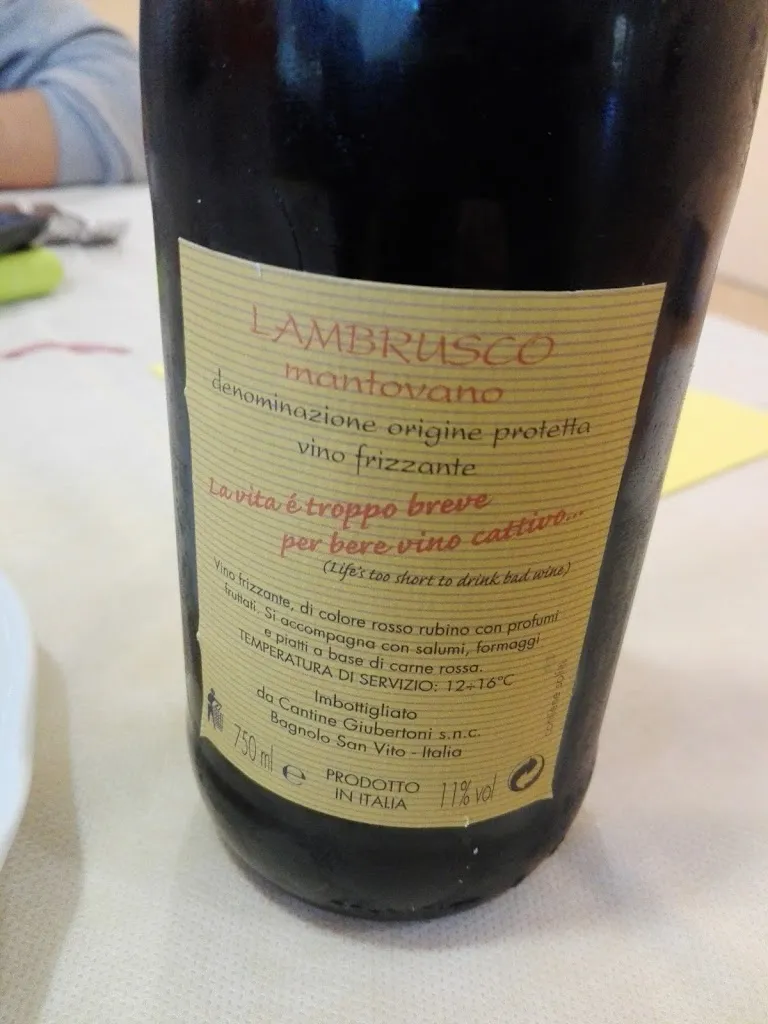 LAMBRUSCO
mantovano
denominazione origine protetta
vino frizzante
La vita é troppo breve
per bere vino cattivo...
(Life's too short to drink bad wine)
Vino frizzante, di colore rosso rubino con profumi
fruttati. Si accompagna con salumi, formaggi
e piatti a base di carne rossa.
TEMPERATURA DI SERVIZIO: 12÷16°C
Imbottigliato
da Cantine Giubertoni s.n.c.
Bagnolo San Vito - Italia
750 ml e
PRODOTTO
IN ITALIA
11% vol
contiene solfiti